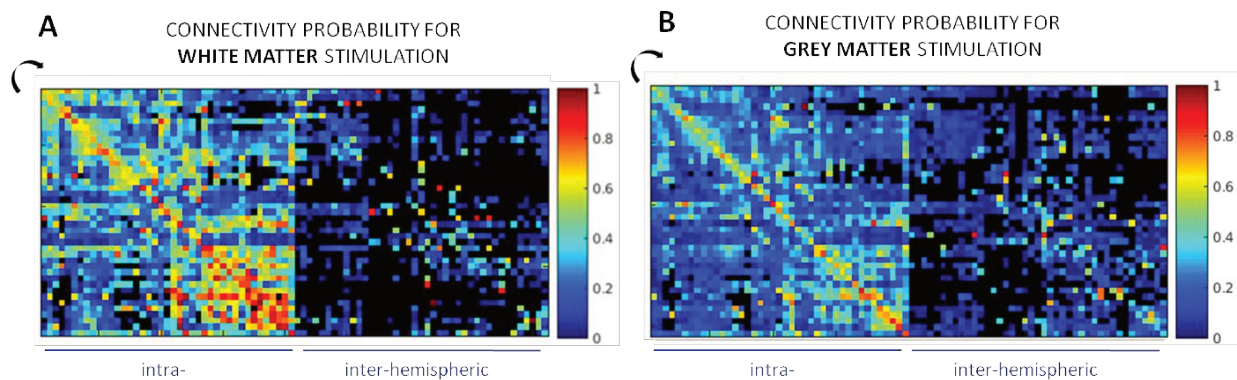 A
CONNECTIVITY PROBABILITY FOR
WHITE MATTER STIMULATION
1
0.8
0.6
0.4
0.2
0
intra-
inter-hemispheric
B
CONNECTIVITY PROBABILITY FOR
GREY MATTER STIMULATION
1
0.8
0.6
0.4
0.2
0
intra-
inter-hemispheric